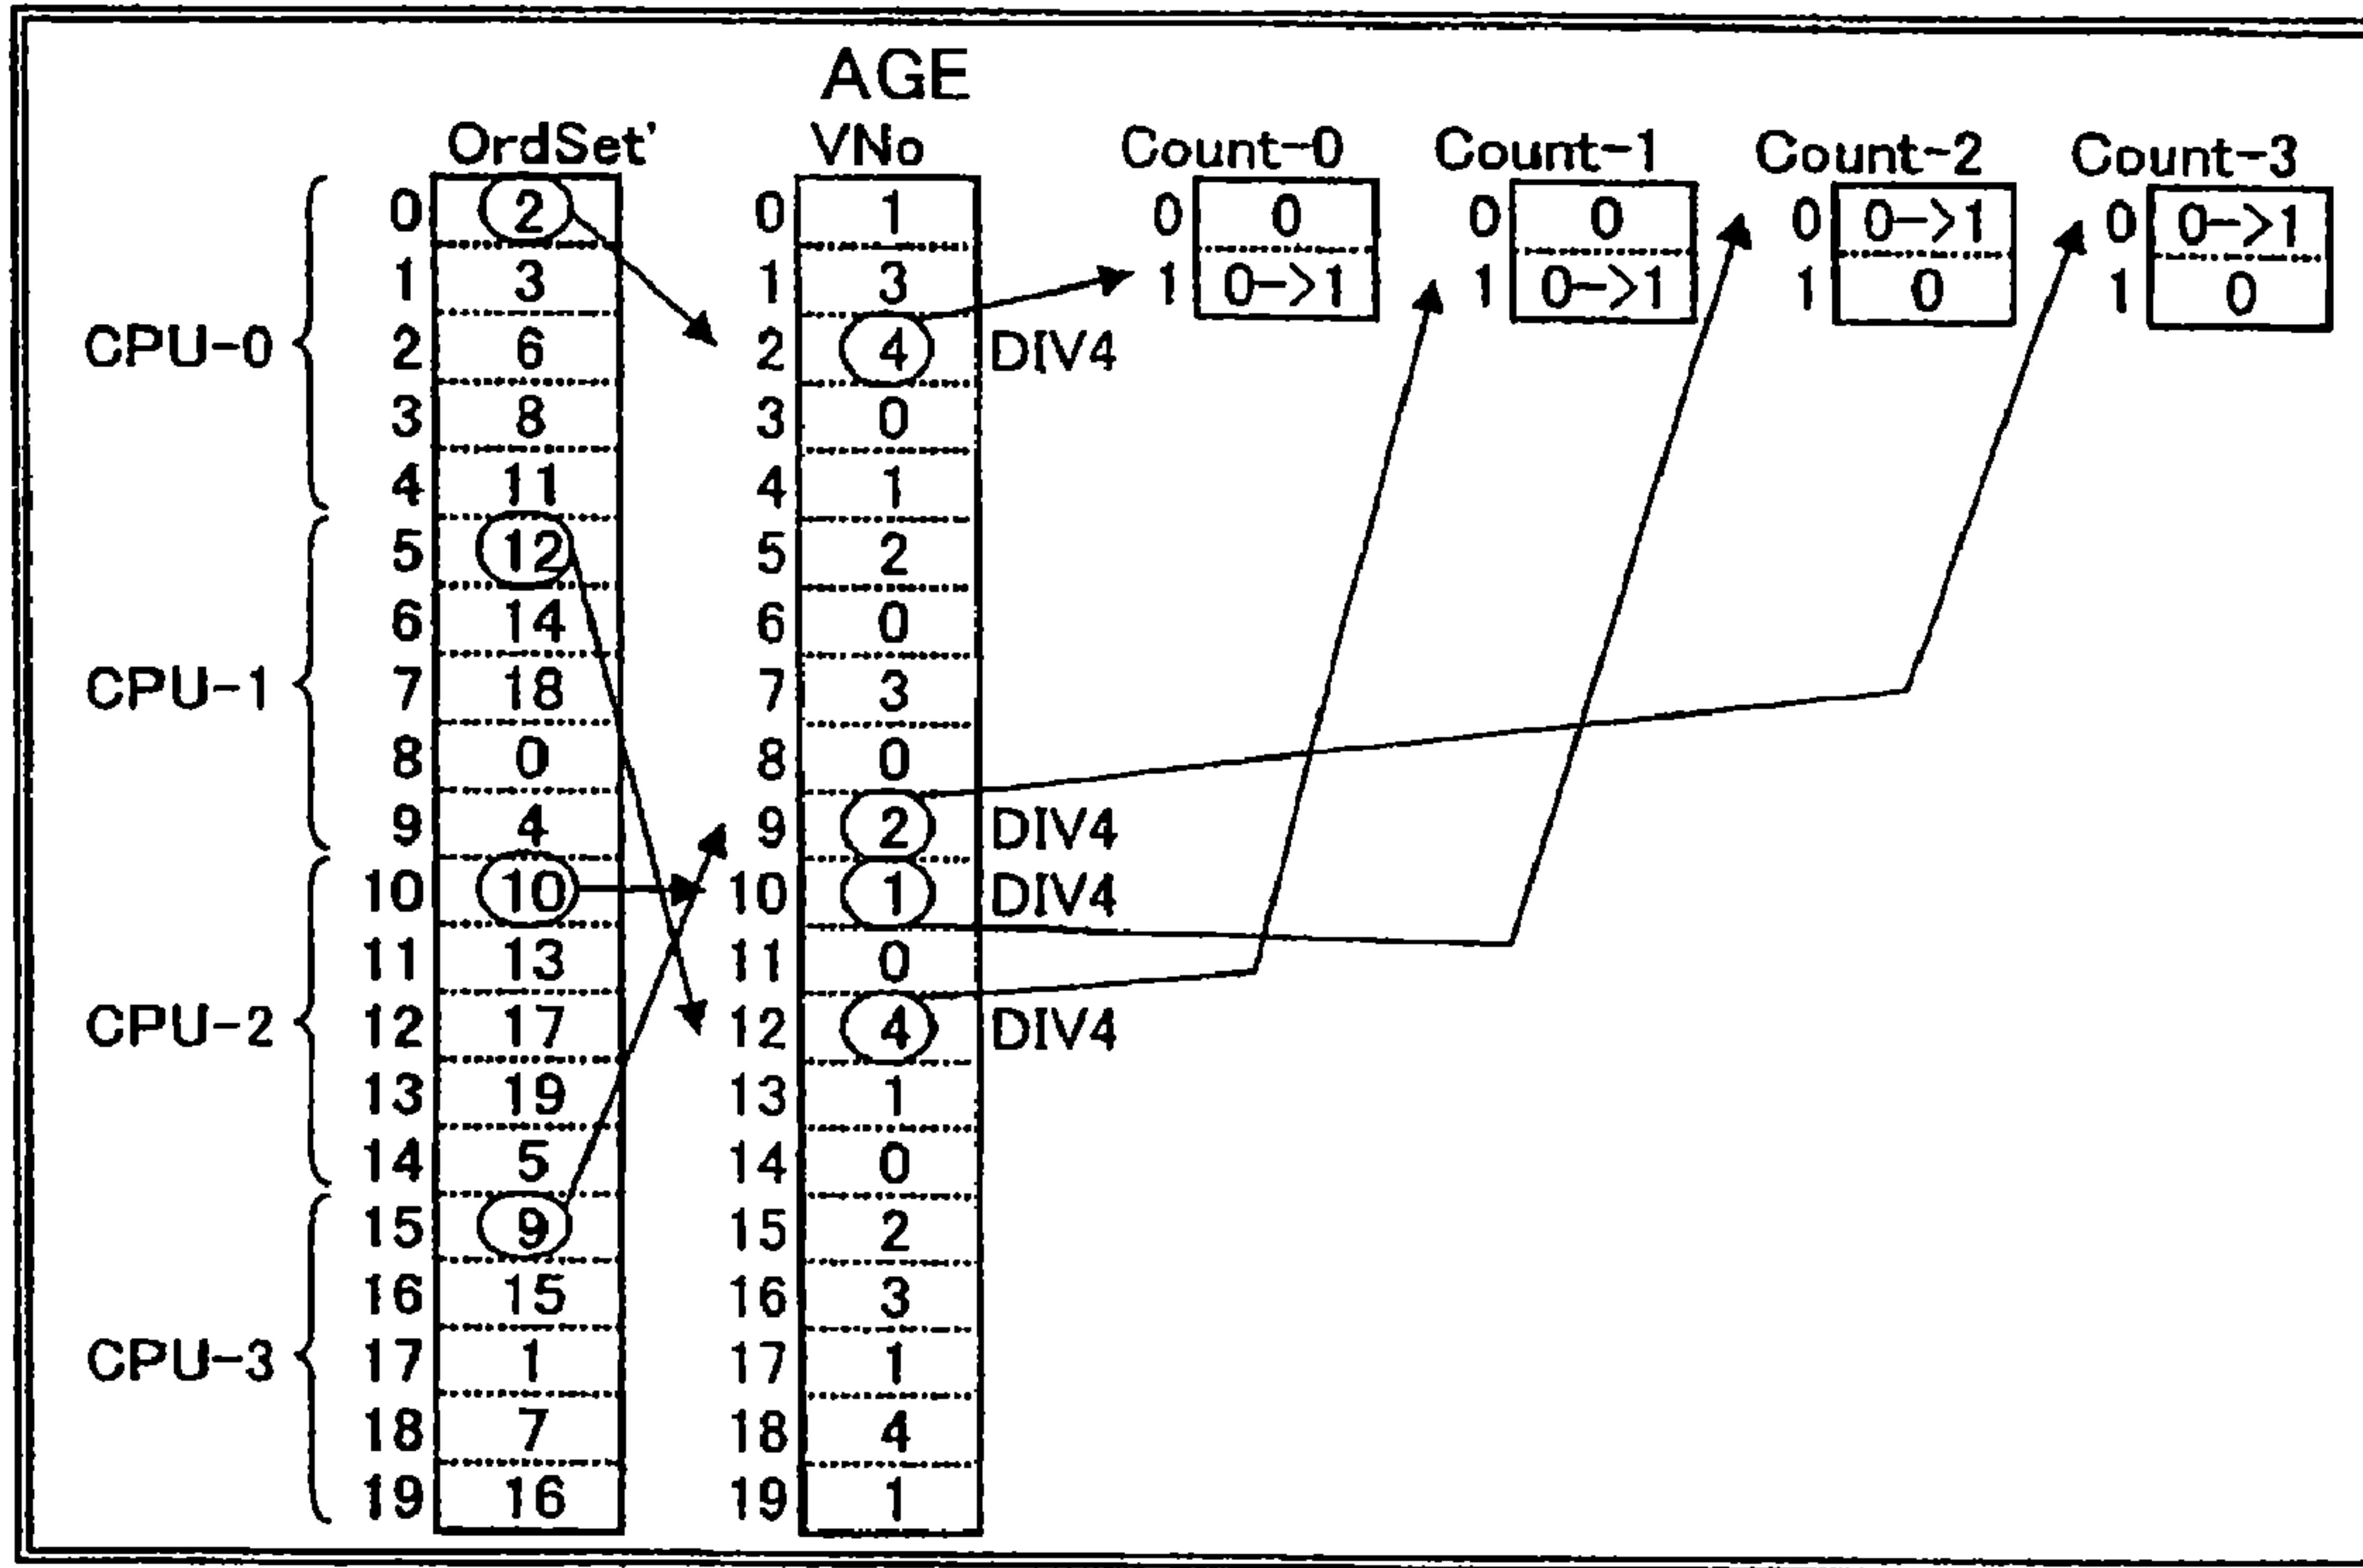 AGE
OrdSet' VNo Count-0 Count-1 Count-2 Count-3
0 2 0 1 0 0 0 0 0 0->1 0 0->1
1 3 1 3 1 0->1 1 0->1 1 0 1 0
CPU-0 2 6 2 4 DIV4
3 8 3 0
4 11 4 1
5 12 5 2
6 14 6 0
CPU-1 7 18 7 3
8 0 8 0
9 4 9 2 DIV4
10 10 10 1 DIV4
11 13 11 0
CPU-2 12 17 12 4 DIV4
13 19 13 1
14 5 14 0
15 9 15 2
16 15 16 3
CPU-3 17 1 17 1
18 7 18 4
19 16 19 1